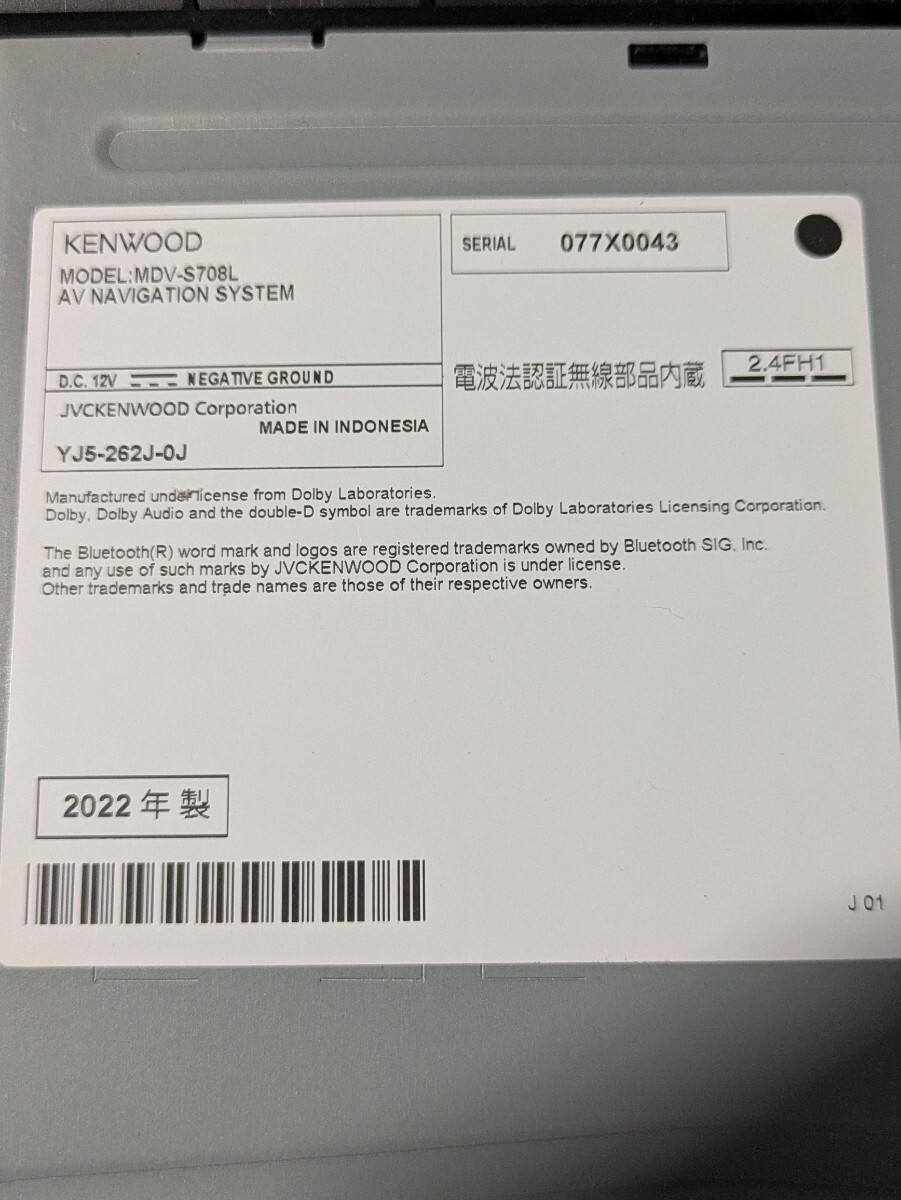 KENWOOD
MODEL:MDV-S708L
AV NAVIGATION SYSTEM
D.C. 12V NEGATIVE GROUND
JVCKENWOOD Corporation
MADE IN INDONESIA
YJ5-262J-0J
SERIAL 077X0043
電波法認証無線部品内蔵 2.4FH1
Manufactured under license from Dolby Laboratories.
Dolby, Dolby Audio and the double-D symbol are trademarks of Dolby Laboratories Licensing Corporation.
The Bluetooth(R) word mark and logos are registered trademarks owned by Bluetooth SIG, Inc.
and any use of such marks by JVCKENWOOD Corporation is under license.
Other trademarks and trade names are those of their respective owners.
2022 年 製
J 01